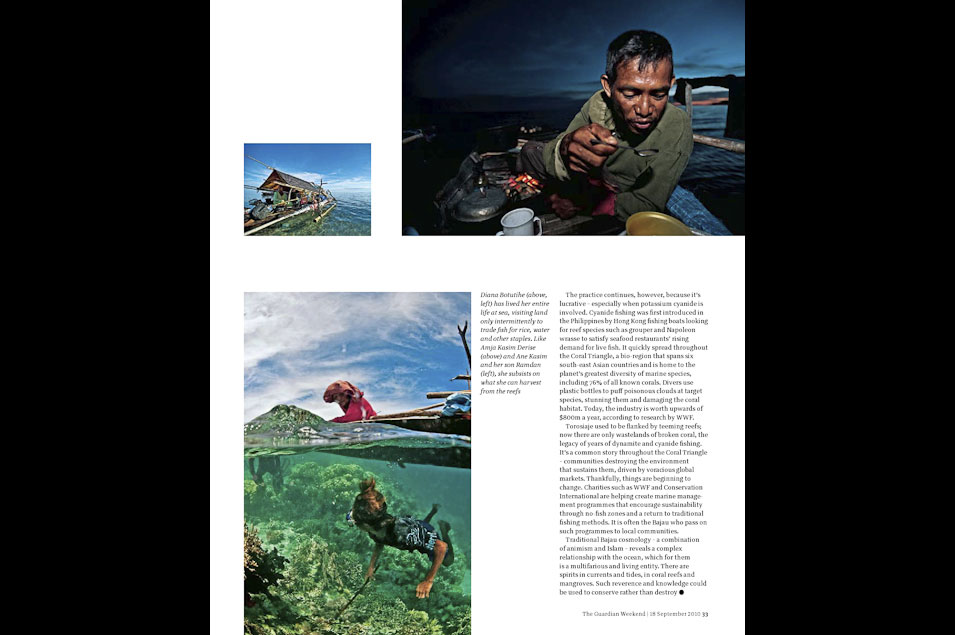 Diana Botutihe (above,
left) has lived her entire
life at sea, visiting land
only intermittently to
trade fish for rice, water
and other staples. Like
Amja Kasim Derise
(above) and Ane Kasim
and her son Ramdan
(left), she subsists on
what she can harvest
from the reefs
The practice continues, however, because it's
lucrative – especially when potassium cyanide is
involved. Cyanide fishing was first introduced in
the Philippines by Hong Kong fishing boats looking
for reef species such as grouper and Napoleon
wrasse to satisfy seafood restaurants' rising
demand for live fish. It quickly spread throughout
the Coral Triangle, a bio-region that spans six
south-east Asian countries and is home to the
planet's greatest diversity of marine species,
including 76% of all known corals. Divers use
plastic bottles to puff poisonous clouds at target
species, stunning them and damaging the coral
habitat. Today, the industry is worth upwards of
$800m a year, according to research by WWF.
Torosiaje used to be flanked by teeming reefs;
now there are only wastelands of broken coral, the
legacy of years of dynamite and cyanide fishing.
It's a common story throughout the Coral Triangle
– communities destroying the environment
that sustains them, driven by voracious global
markets. Thankfully, things are beginning to
change. Charities such as WWF and Conservation
International are helping create marine manage-
ment programmes that encourage sustainability
through no-fish zones and a return to traditional
fishing methods. It is often the Bajau who pass on
such programmes to local communities.
Traditional Bajau cosmology – a combination
of animism and Islam – reveals a complex
relationship with the ocean, which for them
is a multifarious and living entity. There are
spirits in currents and tides, in coral reefs and
mangroves. Such reverence and knowledge could
be used to conserve rather than destroy ●
The Guardian Weekend | 18 September 2010 33